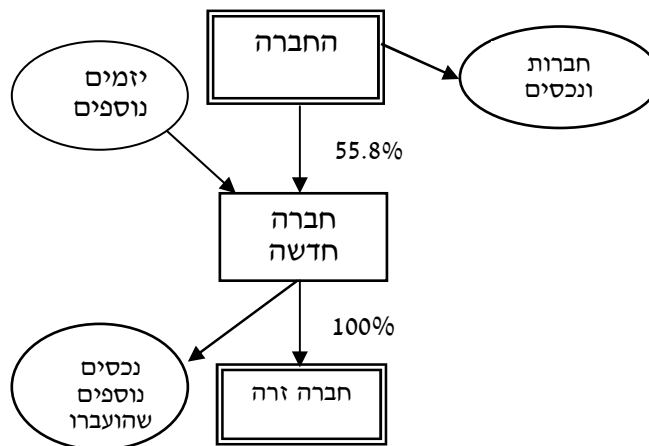 החברה
חברות
ונכסים
יזמים
נוספים
55.8%
חברה
חדשה
100%
נכסים
נוספים
שהועברו
חברה זרה